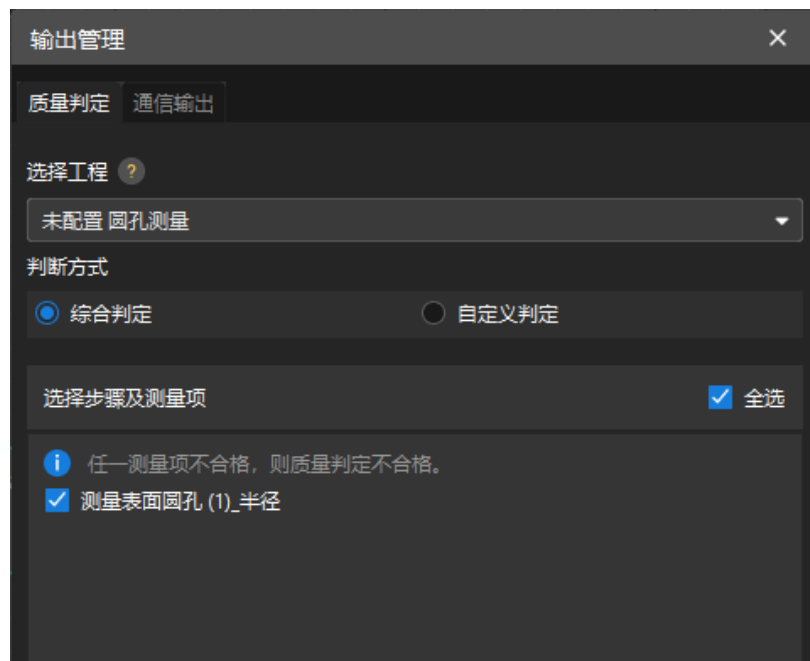 输出管理
质量判定 通信输出
选择工程 ?
未配置 圆孔测量
判断方式
综合判定 自定义判定
选择步骤及测量项 全选
任一测量项不合格，则质量判定不合格。
测量表面圆孔 (1)_半径